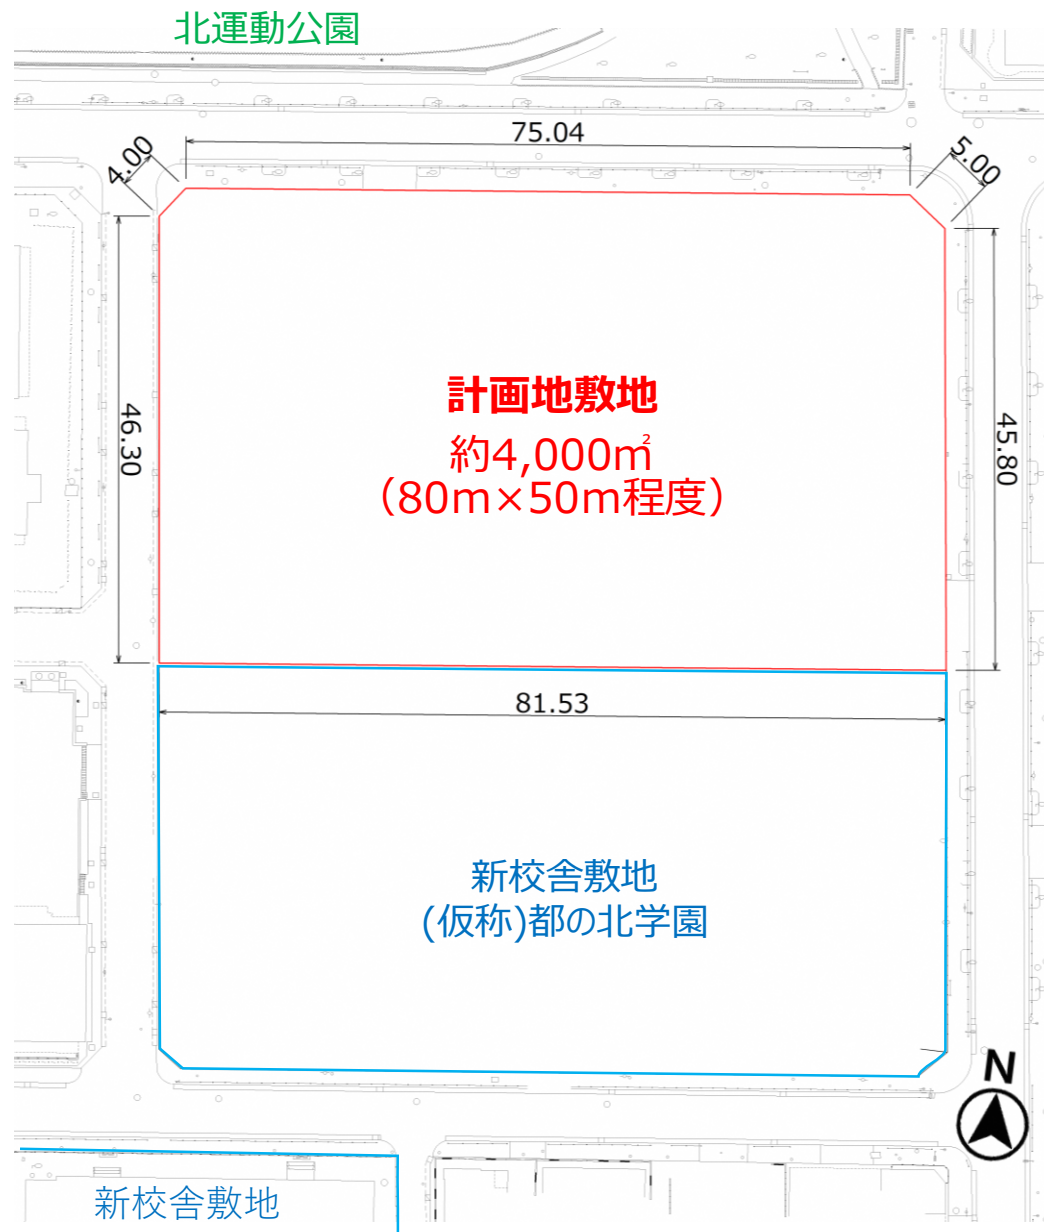 北運動公園
75.04
4.00
5.00
46.30
45.80
計画地敷地
約4,000㎡
（80m×50m程度）
81.53
新校舎敷地
(仮称)都の北学園
N
新校舎敷地